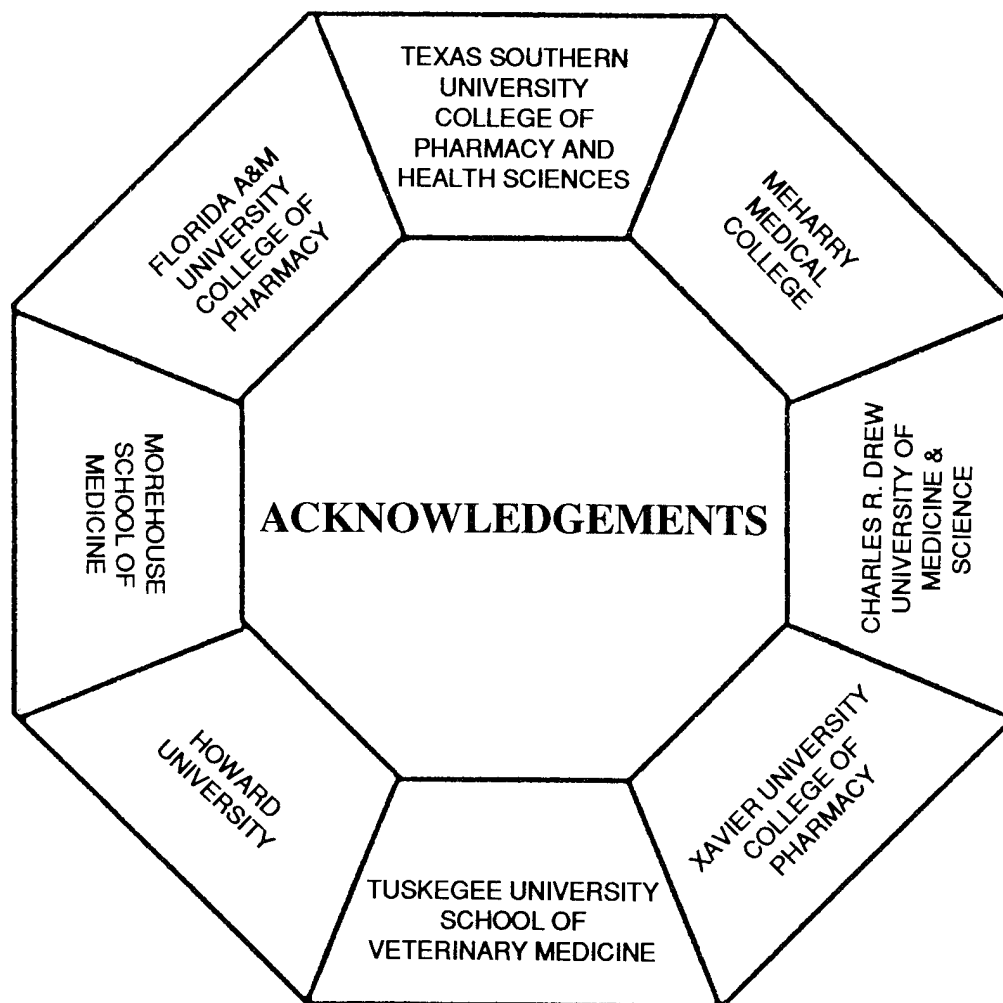 TEXAS SOUTHERN
UNIVERSITY
COLLEGE OF
PHARMACY AND
HEALTH SCIENCES
MEHARRY
MEDICAL
COLLEGE
CHARLES R. DREW
UNIVERSITY OF
MEDICINE &
SCIENCE
XAVIER UNIVERSITY
COLLEGE OF
PHARMACY
TUSKEGEE UNIVERSITY
SCHOOL OF
VETERINARY MEDICINE
HOWARD
UNIVERSITY
MOREHOUSE
SCHOOL OF
MEDICINE
FLORIDA A&M
UNIVERSITY
COLLEGE OF
PHARMACY
ACKNOWLEDGEMENTS